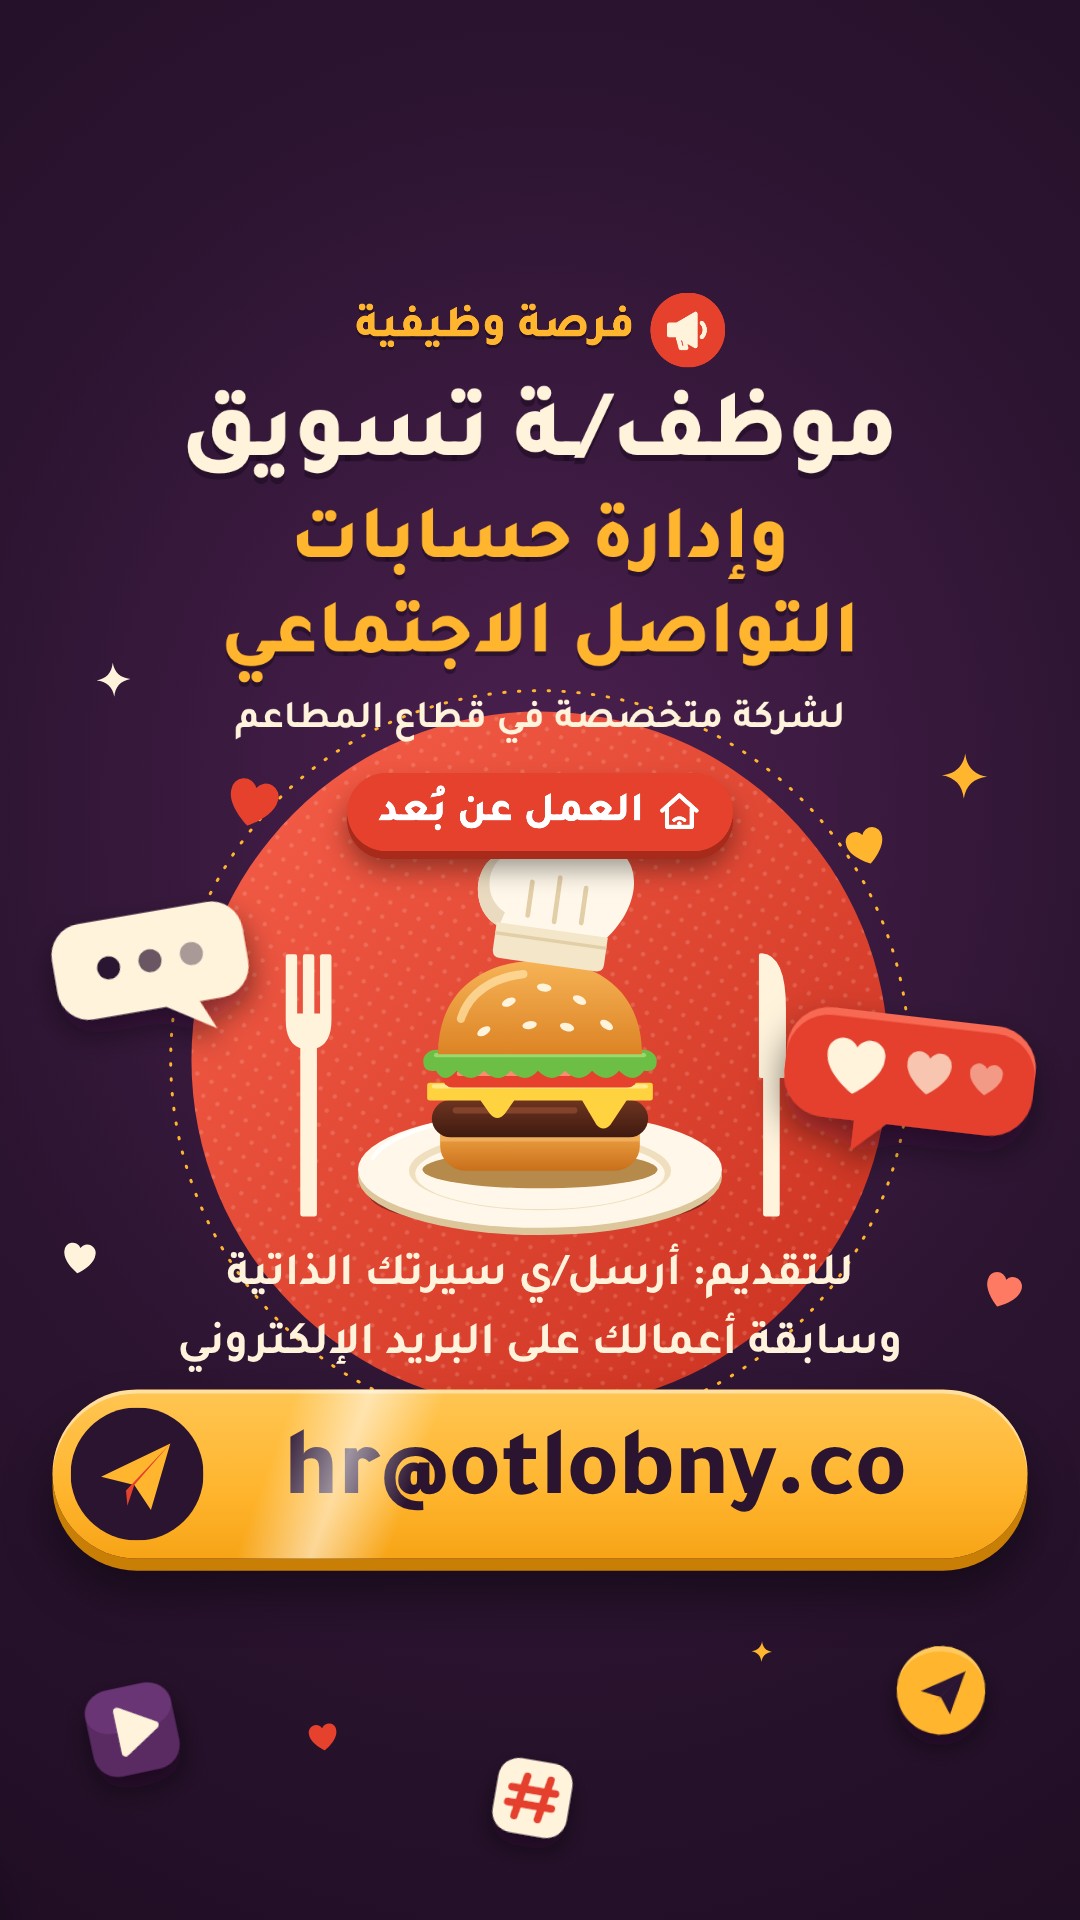 فرصة وظيفية
موظف/ة تسويق
وإدارة حسابات
التواصل الاجتماعي
لشركة متخصصة في قطاع المطاعم
العمل عن بُعد
للتقديم: أرسل/ي سيرتك الذاتية
وسابقة أعمالك على البريد الإلكتروني
hr@otlobny.co
#